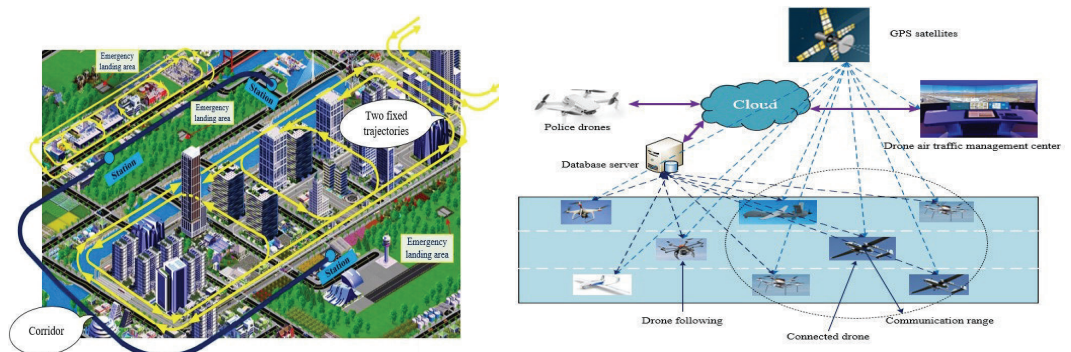 Emergency
landing area
Emergency
landing area
Station
Two fixed
trajectories
Station
Emergency
landing area
Station
Corridor
GPS satellites
Cloud
Police drones
Drone air traffic management center
Database server
Drone following
Communication range
Connected drone